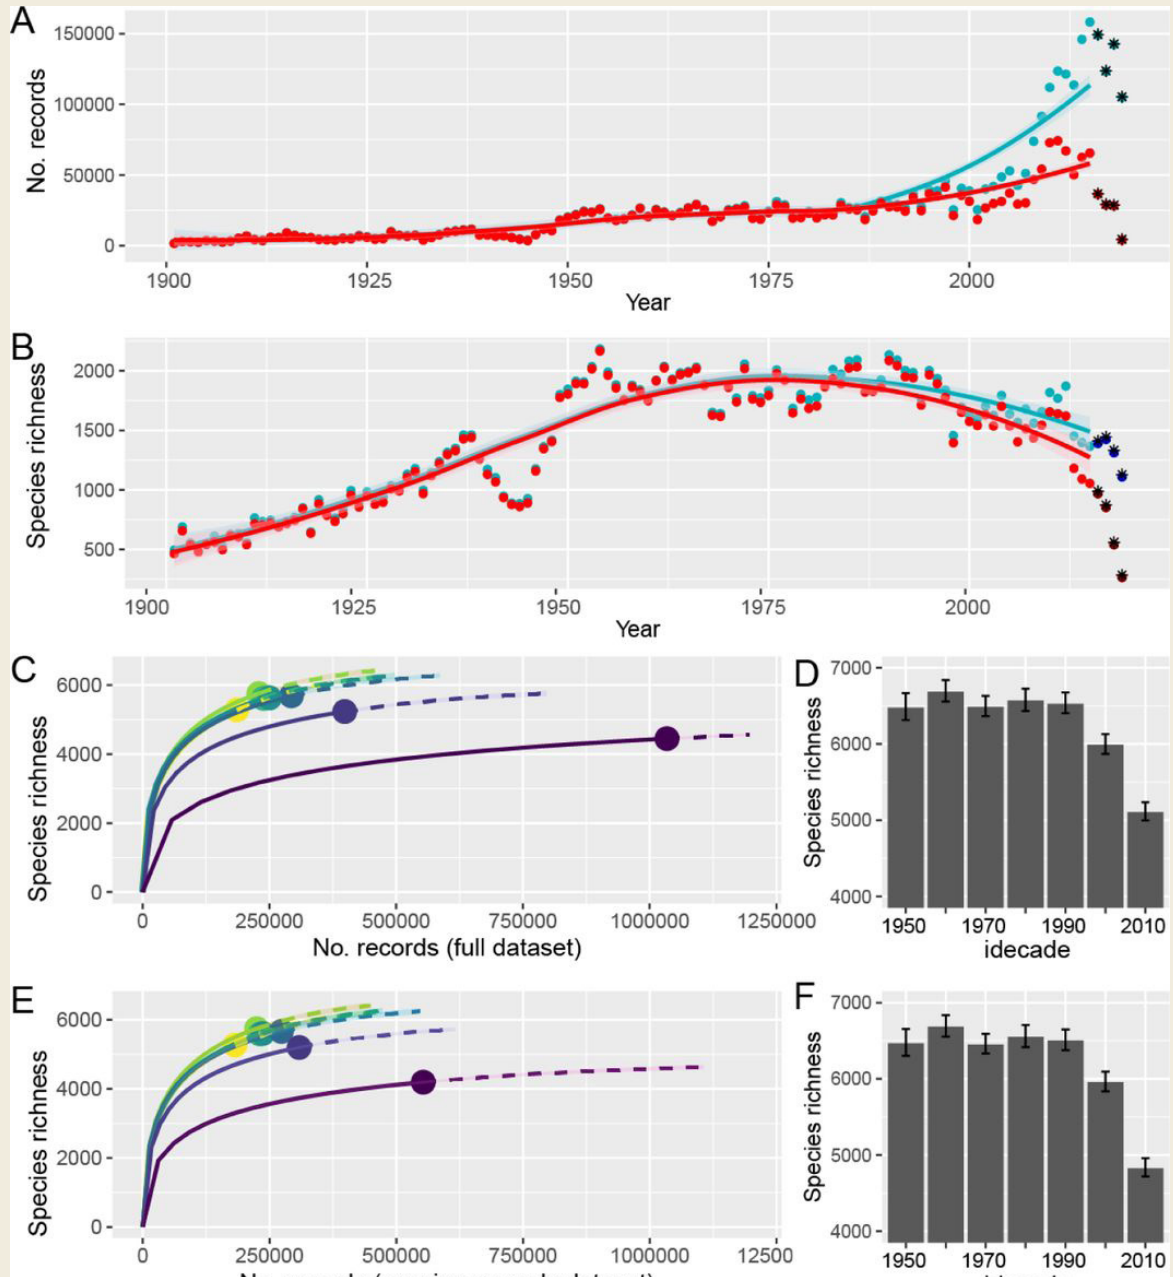 A
150000
100000
50000
0
No. records
1900 1925 1950 1975 2000
Year
B
2000
1500
1000
500
Species richness
1900 1925 1950 1975 2000
Year
C
6000
4000
2000
0
Species richness
0 250000 500000 750000 1000000 1250000
No. records (full dataset)
D
7000
6000
5000
4000
Species richness
1950 1970 1990 2010
idecade
E
6000
4000
2000
0
Species richness
0 250000 500000 750000 1000000 12500
F
7000
6000
5000
4000
Species richness
1950 1970 1990 2010